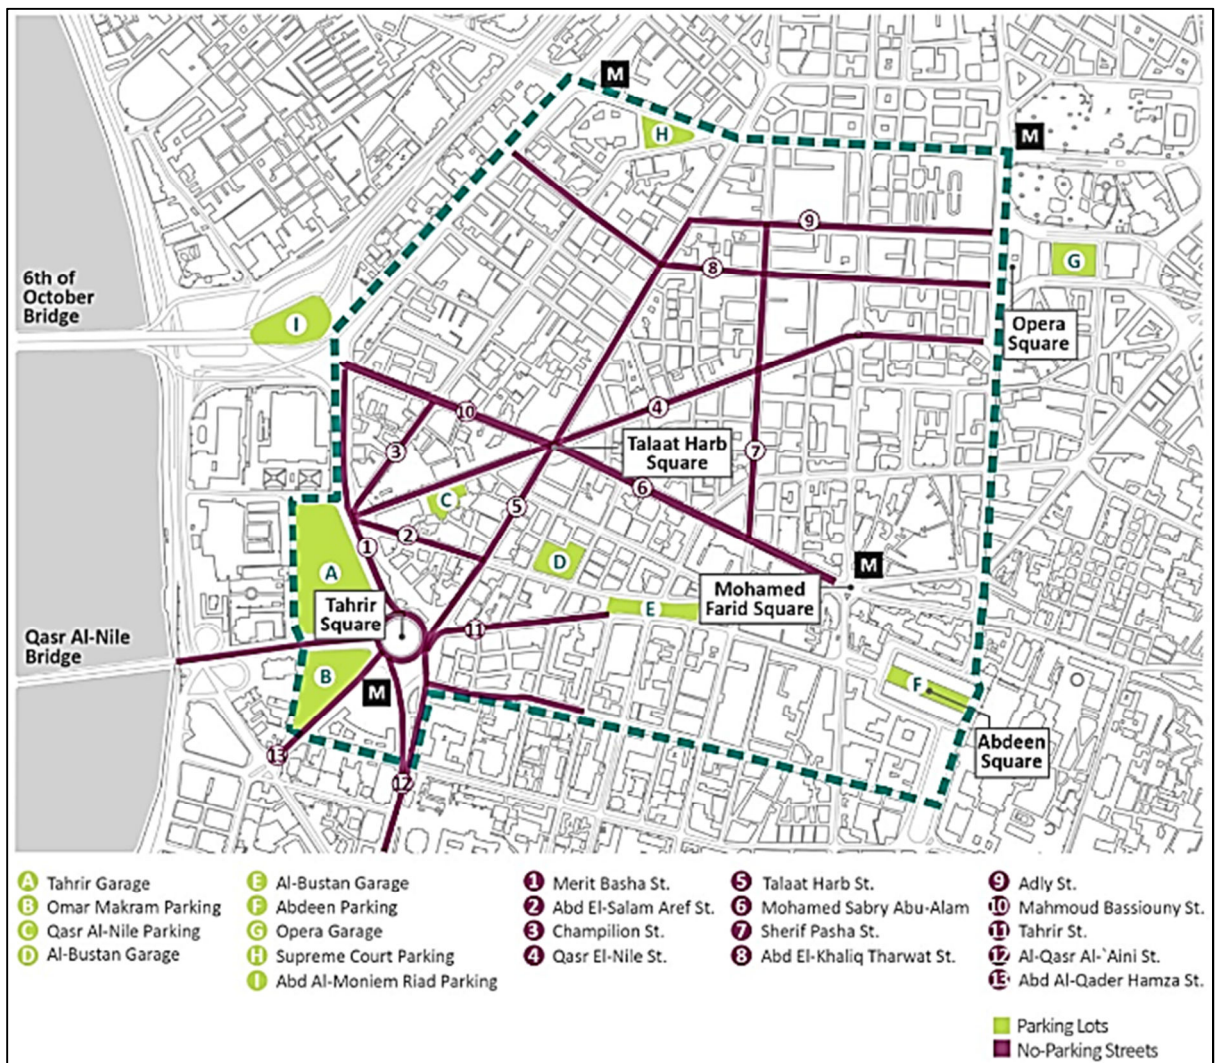 M
H
M
9
G
8
6th of
October
Bridge
I
Opera
Square
10
4
Talaat Harb
Square
3
7
6
C
5
2
1
D
M
A
Mohamed
Farid Square
Tahrir
Square
E
11
Qasr Al-Nile
Bridge
B
F
M
Abdeen
Square
13
12
A Tahrir Garage
B Omar Makram Parking
C Qasr Al-Nile Parking
D Al-Bustan Garage
E Al-Bustan Garage
F Abdeen Parking
G Opera Garage
H Supreme Court Parking
I Abd Al-Moniem Riad Parking
1 Merit Basha St.
2 Abd El-Salam Aref St.
3 Champilion St.
4 Qasr El-Nile St.
5 Talaat Harb St.
6 Mohamed Sabry Abu-Alam
7 Sherif Pasha St.
8 Abd El-Khaliq Tharwat St.
9 Adly St.
10 Mahmoud Bassiouny St.
11 Tahrir St.
12 Al-Qasr Al-`Aini St.
13 Abd Al-Qader Hamza St.
Parking Lots
No-Parking Streets